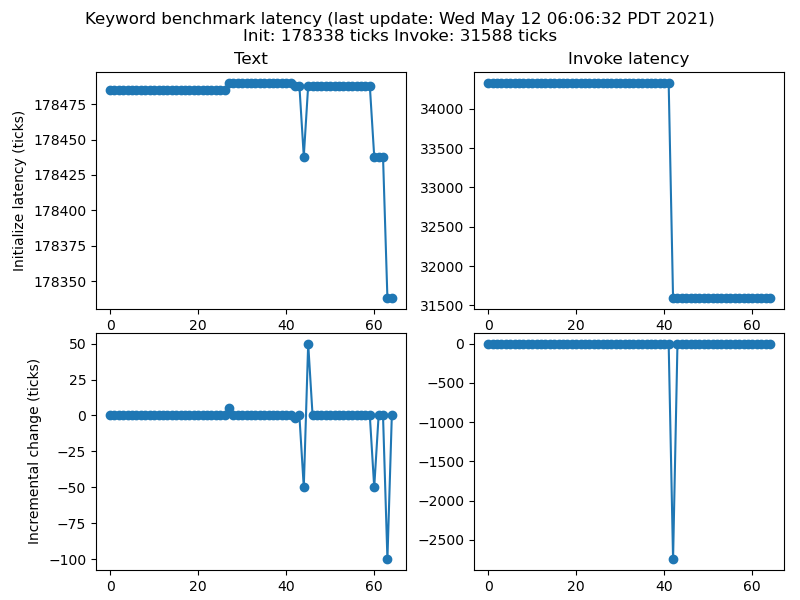 Keyword benchmark latency (last update: Wed May 12 06:06:32 PDT 2021)
Init: 178338 ticks Invoke: 31588 ticks
Text
Invoke latency
Initialize latency (ticks)
178475
178450
178425
178400
178375
178350
0 20 40 60
34000
33500
33000
32500
32000
31500
0 20 40 60
Incremental change (ticks)
50
25
0
−25
−50
−75
−100
0 20 40 60
0
−500
−1000
−1500
−2000
−2500
0 20 40 60